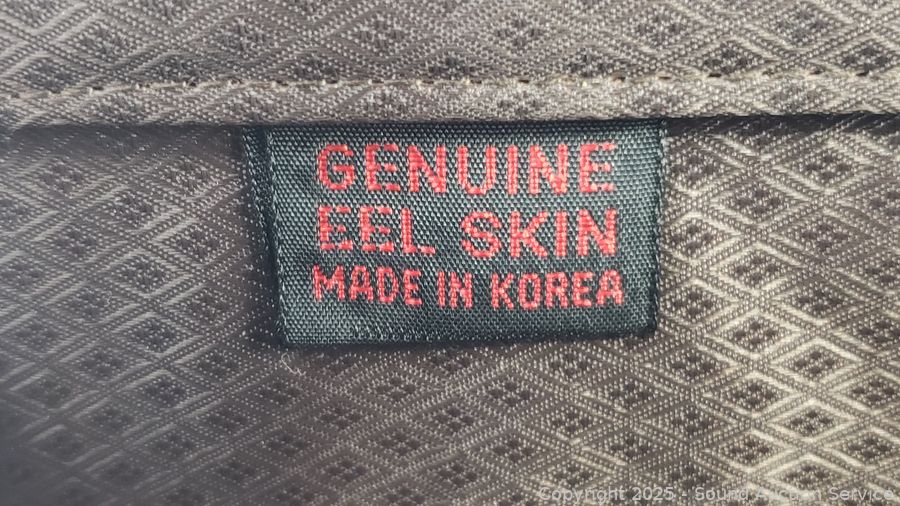 GENUINE
EEL SKIN
MADE IN KOREA
Copyright 2025 - Sound Auction Service